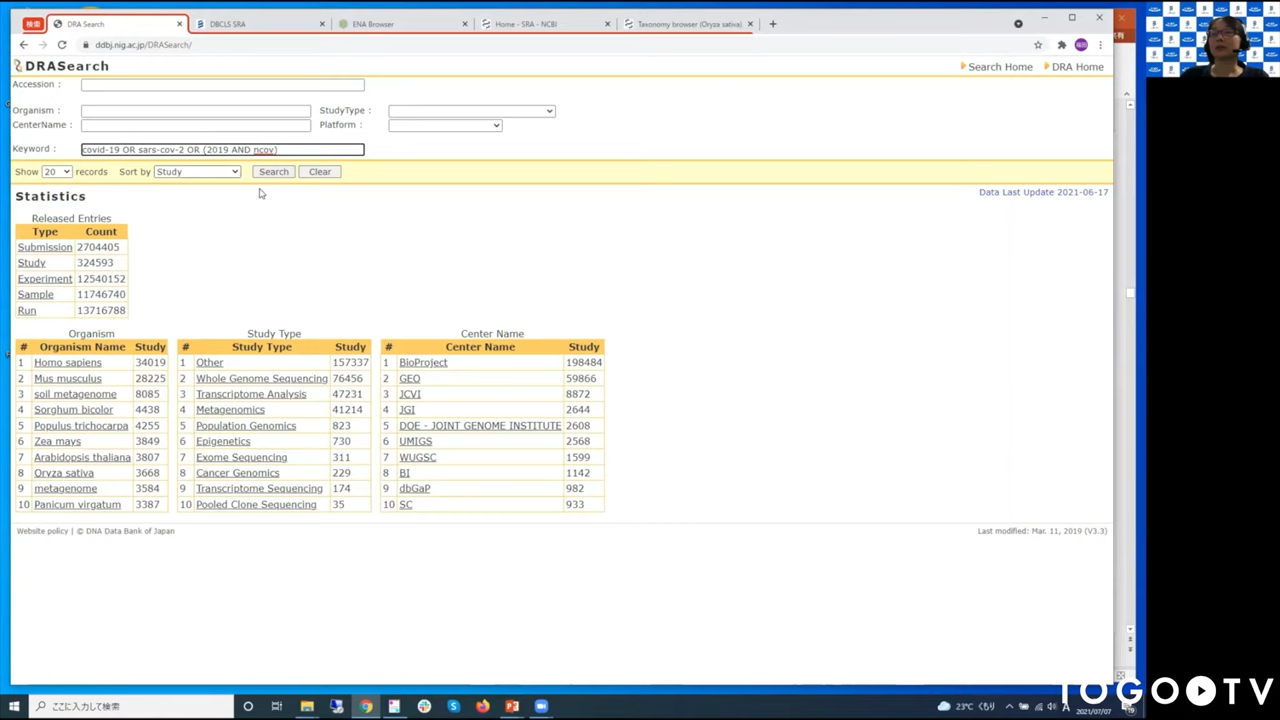 検索 DRA Search DBCLS SRA ENA Browser Home - SRA - NCBI Taxonomy browser (Oryza sativa)
ddbj.nig.ac.jp/DRASearch/
DRASearch Search Home DRA Home
Accession :
Organism : StudyType :
CenterName : Platform :
Keyword : covid-19 OR sars-cov-2 OR (2019 AND ncov)
Show 20 records Sort by Study Search Clear
Statistics Data Last Update 2021-06-17
Released Entries
Type Count
Submission 2704405
Study 324593
Experiment 12540152
Sample 11746740
Run 13716788
Organism Study Type Center Name
# Organism Name Study # Study Type Study # Center Name Study
1 Homo sapiens 34019 1 Other 157337 1 BioProject 198484
2 Mus musculus 28225 2 Whole Genome Sequencing 76456 2 GEO 59866
3 soil metagenome 8085 3 Transcriptome Analysis 47231 3 JCVI 8872
4 Sorghum bicolor 4438 4 Metagenomics 41214 4 JGI 2644
5 Populus trichocarpa 4255 5 Population Genomics 823 5 DOE - JOINT GENOME INSTITUTE 2608
6 Zea mays 3849 6 Epigenetics 730 6 UMIGS 2568
7 Arabidopsis thaliana 3807 7 Exome Sequencing 311 7 WUGSC 1599
8 Oryza sativa 3668 8 Cancer Genomics 229 8 BI 1142
9 metagenome 3584 9 Transcriptome Sequencing 174 9 dbGaP 982
10 Panicum virgatum 3387 10 Pooled Clone Sequencing 35 10 SC 933
Website policy | © DNA Data Bank of Japan Last modified: Mar. 11, 2019 (V3.3)
ここに入力して検索 23°C くもり A
2021/07/07
TOGO TV